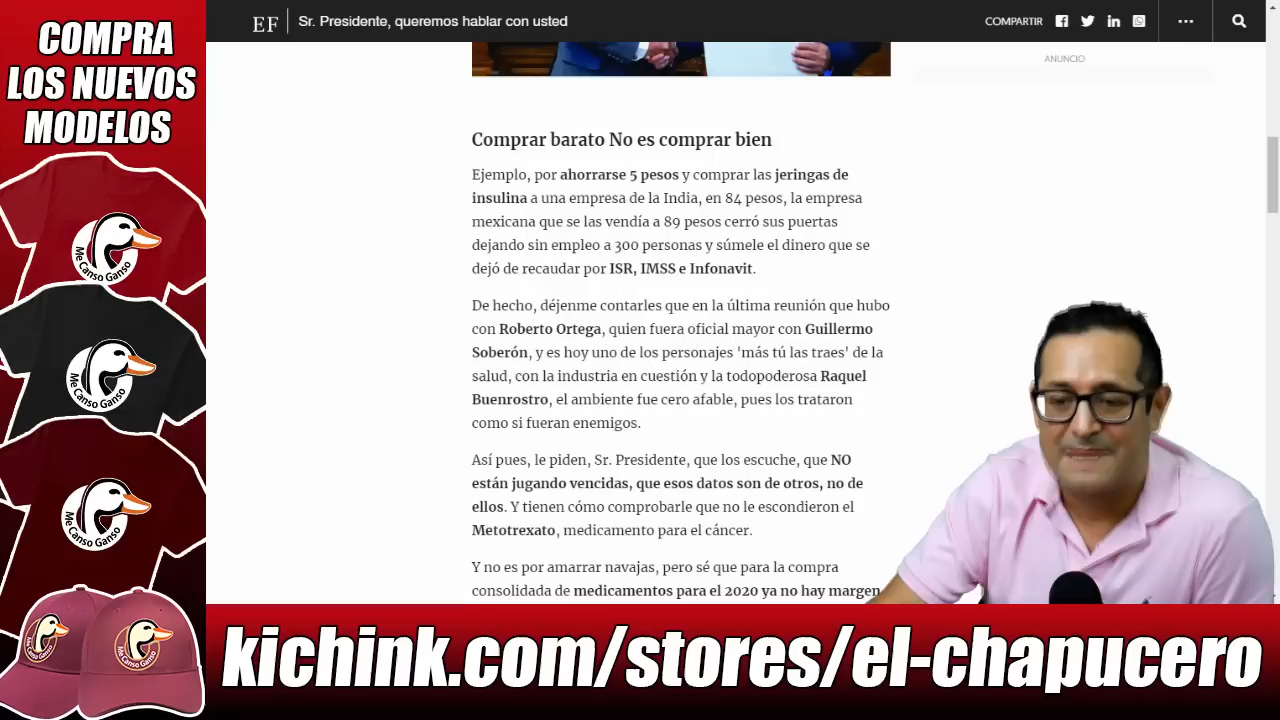 COMPRA
LOS NUEVOS
MODELOS
Me Canso Ganso
Me Canso Ganso
Me Canso Ganso
Me Canso Ganso
Me Canso Ganso
EF
Sr. Presidente, queremos hablar con usted
COMPARTIR
ANUNCIO
Comprar barato No es comprar bien
Ejemplo, por ahorrarse 5 pesos y comprar las jeringas de
insulina a una empresa de la India, en 84 pesos, la empresa
mexicana que se las vendía a 89 pesos cerró sus puertas
dejando sin empleo a 300 personas y súmele el dinero que se
dejó de recaudar por ISR, IMSS e Infonavit.
De hecho, déjenme contarles que en la última reunión que hubo
con Roberto Ortega, quien fuera oficial mayor con Guillermo
Soberón, y es hoy uno de los personajes 'más tú las traes' de la
salud, con la industria en cuestión y la todopoderosa Raquel
Buenrostro, el ambiente fue cero afable, pues los trataron
como si fueran enemigos.
Así pues, le piden, Sr. Presidente, que los escuche, que NO
están jugando vencidas, que esos datos son de otros, no de
ellos. Y tienen cómo comprobarle que no le escondieron el
Metotrexato, medicamento para el cáncer.
Y no es por amarrar navajas, pero sé que para la compra
consolidada de medicamentos para el 2020 ya no hay margen
kichink.com/stores/el-chapucero